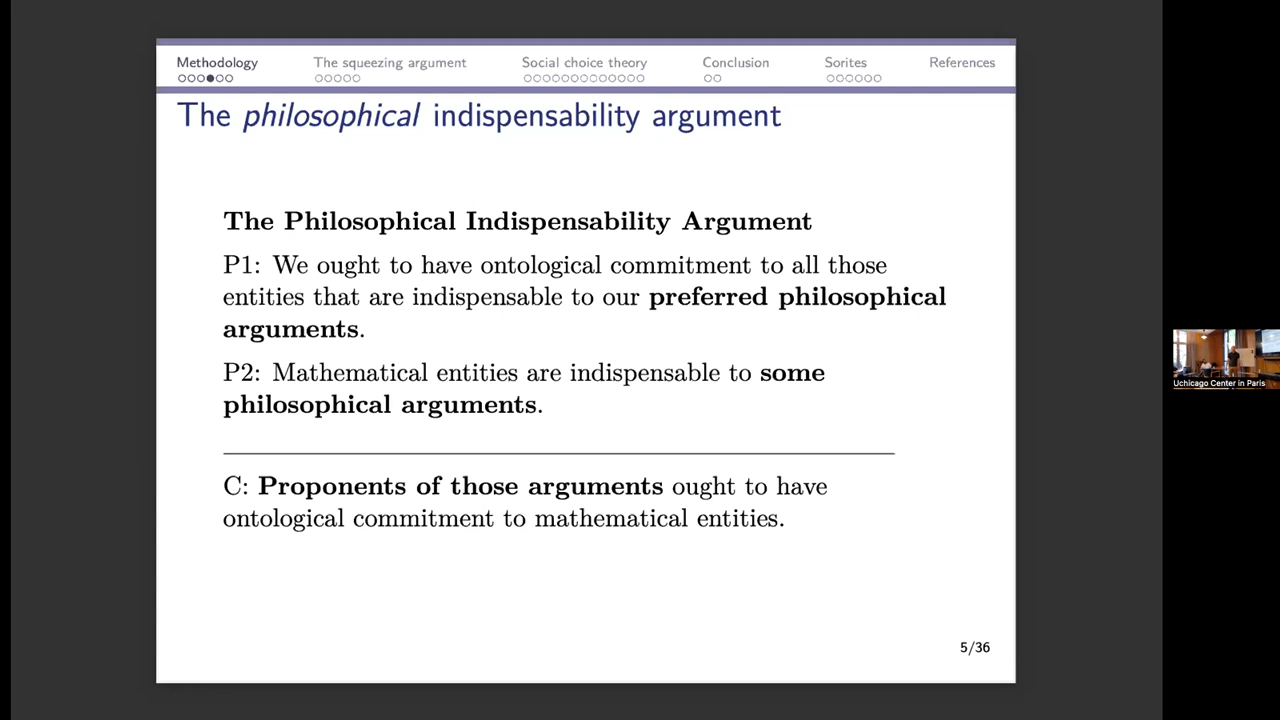 Methodology
The squeezing argument
Social choice theory
Conclusion
Sorites
References
The philosophical indispensability argument
The Philosophical Indispensability Argument
P1: We ought to have ontological commitment to all those
entities that are indispensable to our preferred philosophical
arguments.
P2: Mathematical entities are indispensable to some
philosophical arguments.
C: Proponents of those arguments ought to have
ontological commitment to mathematical entities.
5/36
Uchicago Center in Paris